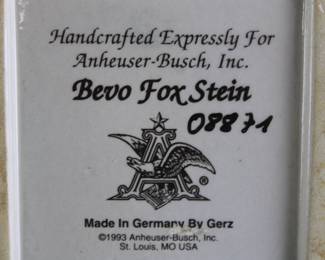 Handcrafted Expressly For
Anheuser-Busch, Inc.
Bevo Fox Stein
08871
A
®
Made In Germany By Gerz
©1993 Anheuser-Busch, Inc.
St. Louis, MO USA